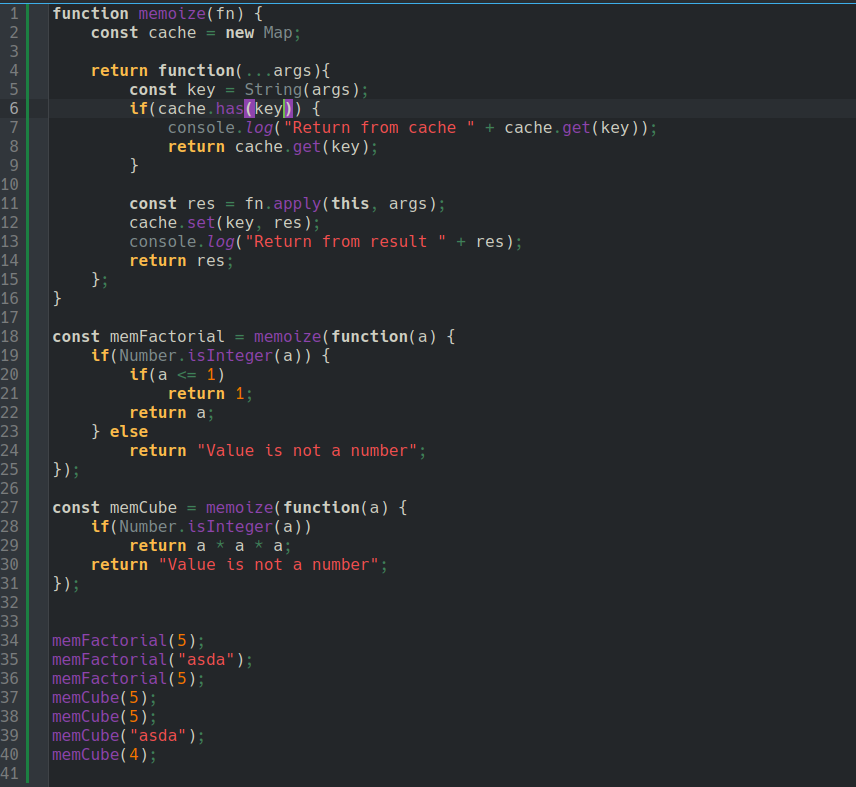 1 function memoize(fn) {
2     const cache = new Map;
3
4     return function(...args){
5         const key = String(args);
6         if(cache.has(key)) {
7             console.log("Return from cache " + cache.get(key));
8             return cache.get(key);
9         }
10
11         const res = fn.apply(this, args);
12         cache.set(key, res);
13         console.log("Return from result " + res);
14         return res;
15     };
16 }
17
18 const memFactorial = memoize(function(a) {
19     if(Number.isInteger(a)) {
20         if(a <= 1)
21             return 1;
22         return a;
23     } else
24         return "Value is not a number";
25 });
26
27 const memCube = memoize(function(a) {
28     if(Number.isInteger(a))
29         return a * a * a;
30     return "Value is not a number";
31 });
32
33
34 memFactorial(5);
35 memFactorial("asda");
36 memFactorial(5);
37 memCube(5);
38 memCube(5);
39 memCube("asda");
40 memCube(4);
41